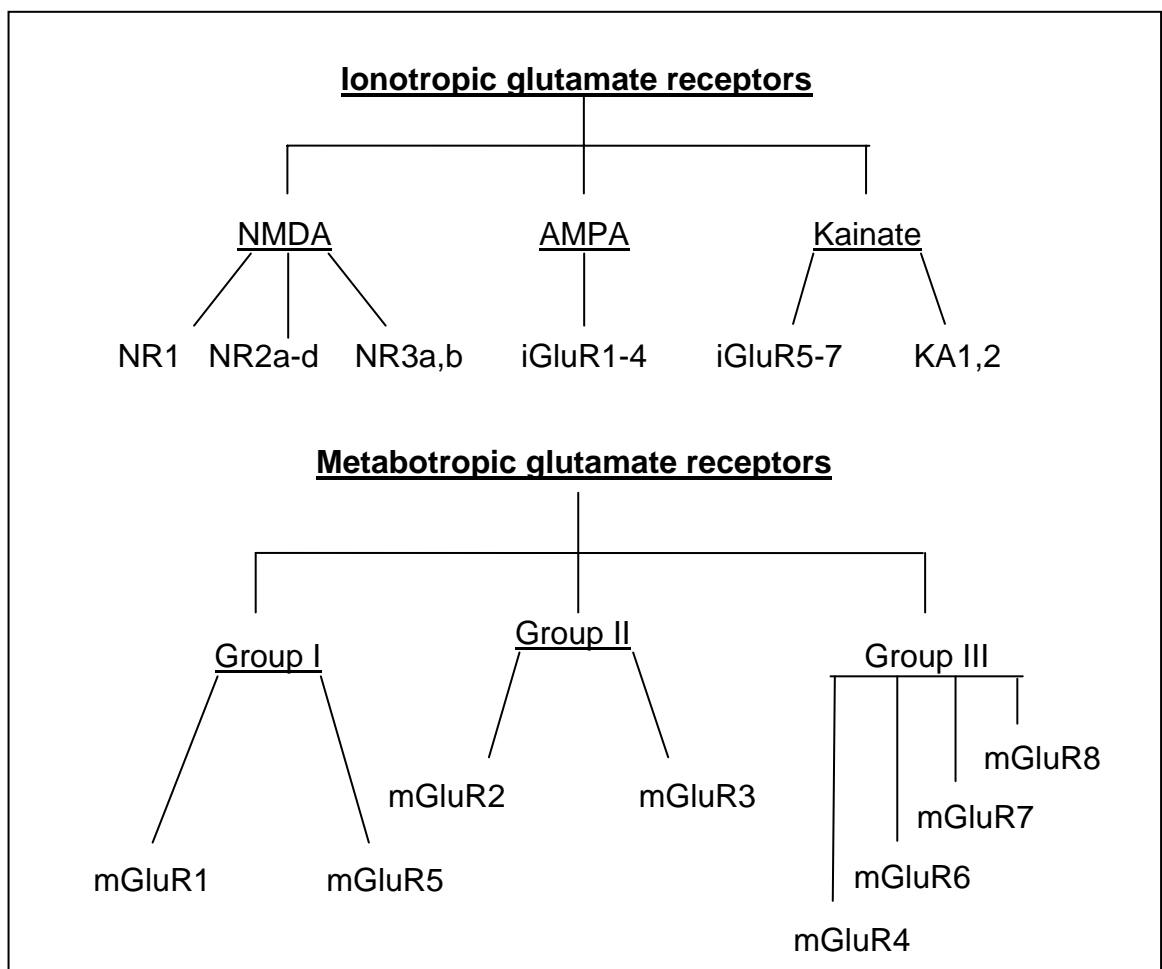 Ionotropic glutamate receptors
NMDA AMPA Kainate
NR1 NR2a-d NR3a,b iGluR1-4 iGluR5-7 KA1,2
Metabotropic glutamate receptors
Group I Group II Group III
mGluR2 mGluR3 mGluR8
mGluR7
mGluR1 mGluR5 mGluR6
mGluR4